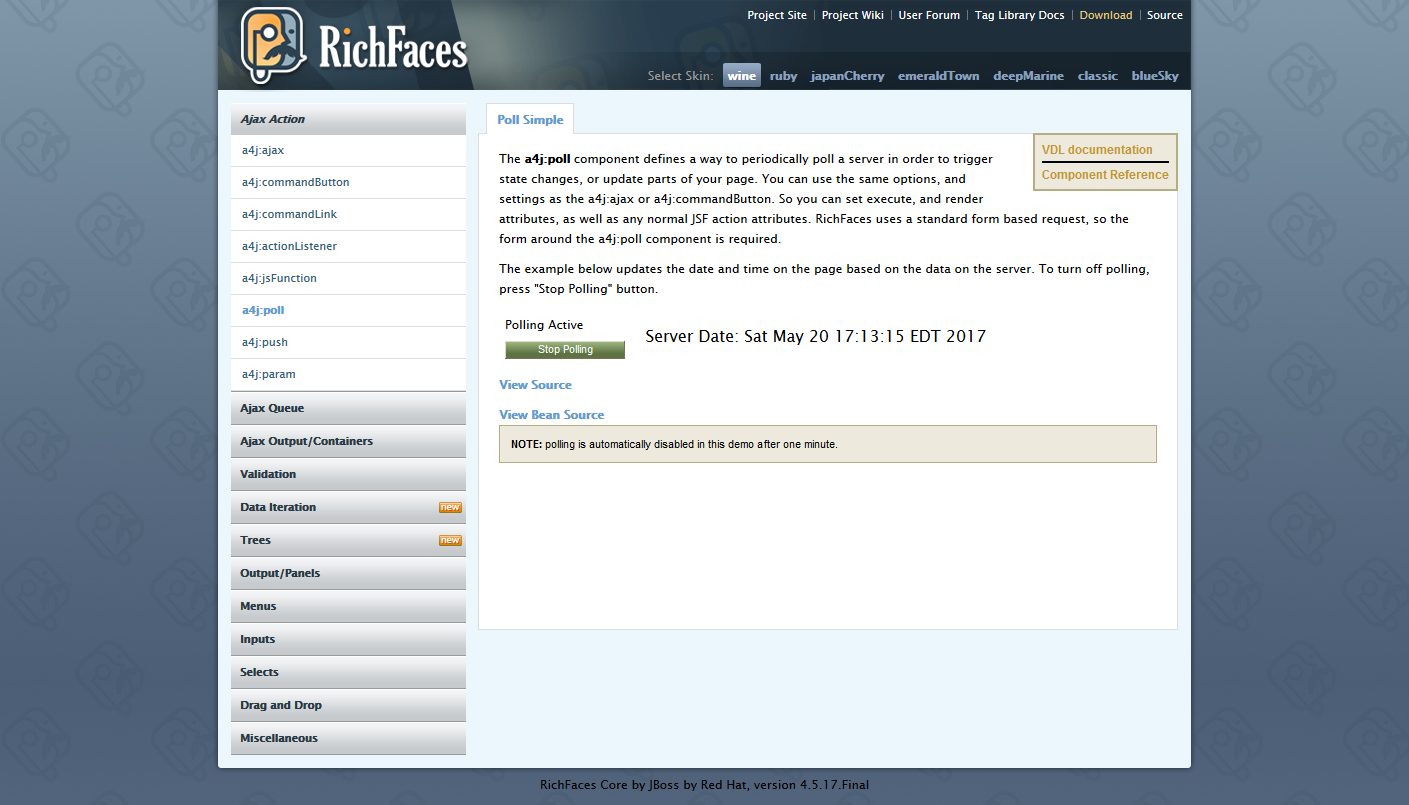 RichFaces
Project Site Project Wiki User Forum Tag Library Docs Download Source
Select Skin: wine ruby japanCherry emeraldTown deepMarine classic blueSky
Ajax Action
a4j:ajax
a4j:commandButton
a4j:commandLink
a4j:actionListener
a4j:jsFunction
a4j:poll
a4j:push
a4j:param
Ajax Queue
Ajax Output/Containers
Validation
Data Iteration new
Trees new
Output/Panels
Menus
Inputs
Selects
Drag and Drop
Miscellaneous
Poll Simple
VDL documentation
Component Reference
The a4j:poll component defines a way to periodically poll a server in order to trigger
state changes, or update parts of your page. You can use the same options, and
settings as the a4j:ajax or a4j:commandButton. So you can set execute, and render
attributes, as well as any normal JSF action attributes. RichFaces uses a standard form based request, so the
form around the a4j:poll component is required.
The example below updates the date and time on the page based on the data on the server. To turn off polling,
press "Stop Polling" button.
Polling Active
Stop Polling
Server Date: Sat May 20 17:13:15 EDT 2017
View Source
View Bean Source
NOTE: polling is automatically disabled in this demo after one minute.
RichFaces Core by JBoss by Red Hat, version 4.5.17.Final